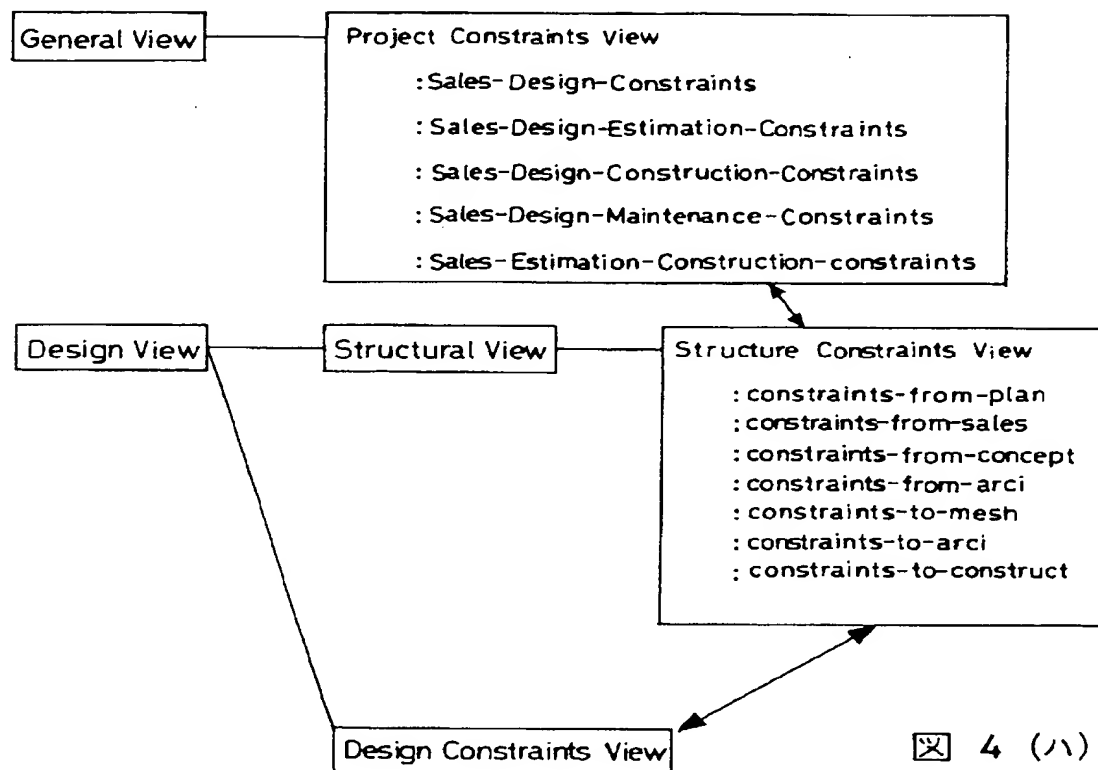 General View
Project Constraints View
:Sales-Design-Constraints
:Sales-Design-Estimation-Constraints
:Sales-Design-Construction-Constraints
:Sales-Design-Maintenance-Constraints
:Sales-Estimation-Construction-constraints
Design View
Structural View
Structure Constraints View
:constraints-from-plan
:constraints-from-sales
:constraints-from-concept
:constraints-from-arci
:constraints-to-mesh
:constraints-to-arci
:constraints-to-construct
Design Constraints View
図 4 (ハ)